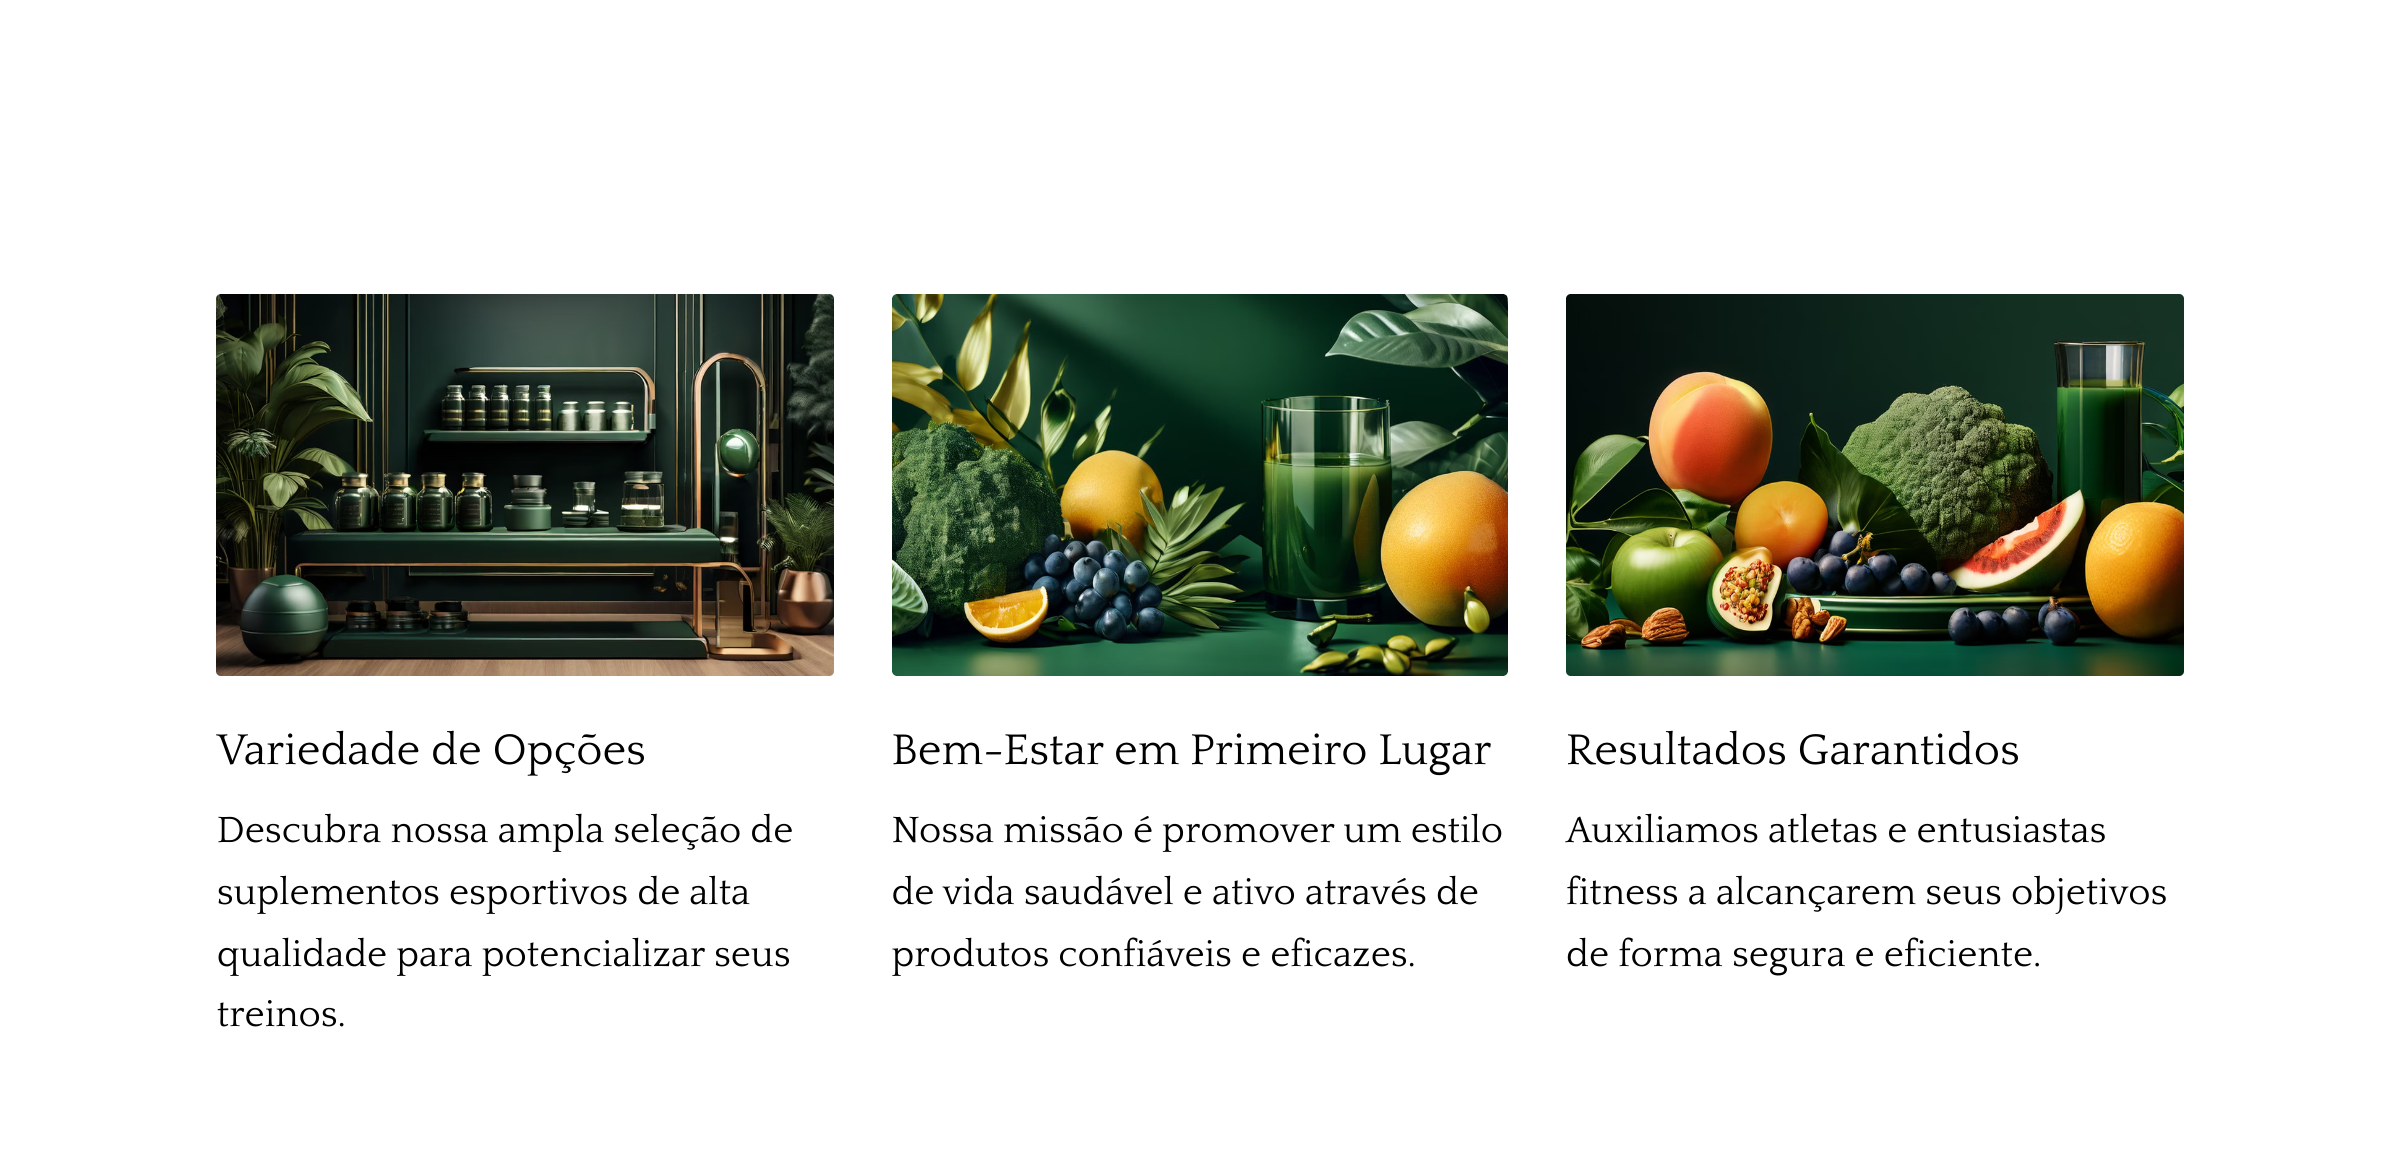 Variedade de Opções
Descubra nossa ampla seleção de
suplementos esportivos de alta
qualidade para potencializar seus
treinos.
Bem-Estar em Primeiro Lugar
Nossa missão é promover um estilo
de vida saudável e ativo através de
produtos confiáveis e eficazes.
Resultados Garantidos
Auxiliamos atletas e entusiastas
fitness a alcançarem seus objetivos
de forma segura e eficiente.